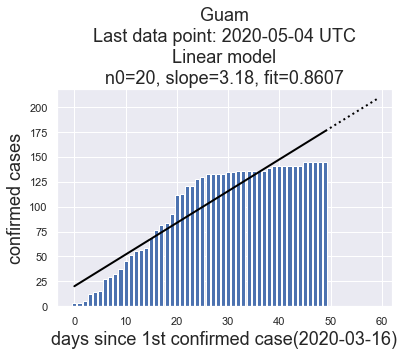 Guam
Last data point: 2020-05-04 UTC
Linear model
n0=20, slope=3.18, fit=0.8607
200
175
150
125
100
75
50
25
0
confirmed cases
0 10 20 30 40 50 60
days since 1st confirmed case(2020-03-16)